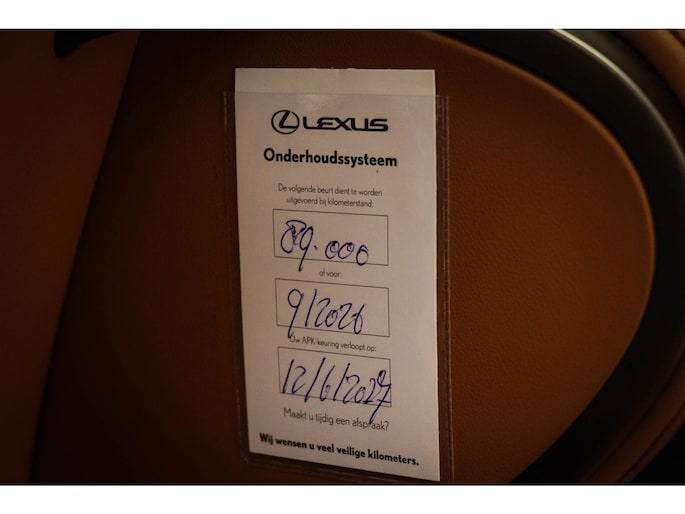 LEXUS
Onderhoudssysteem
De volgende beurt dient te worden
uitgevoerd bij kilometerstand:
89.000
of voor:
9/2026
Uw APK-keuring verloopt op:
12/6/2027
Maakt u tijdig een afspraak?
Wij wensen u veel veilige kilometers.